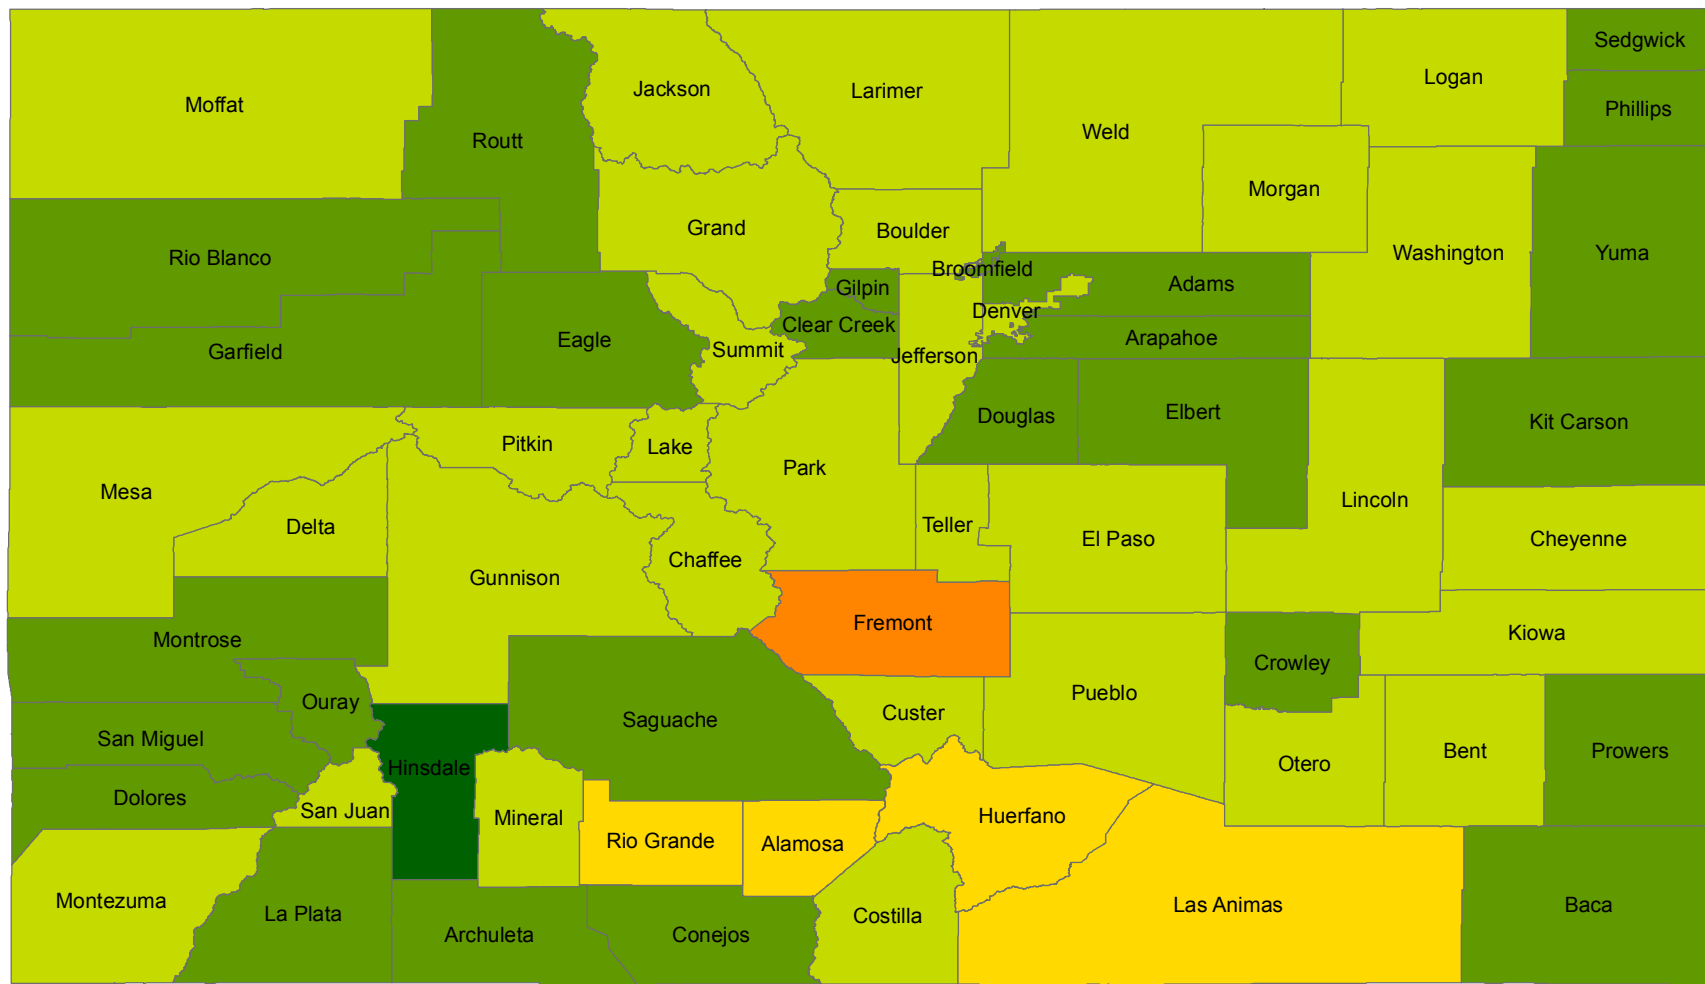 Sedgwick
Logan
Jackson
Larimer
Moffat
Phillips
Weld
Routt
Morgan
Grand
Boulder
Washington
Yuma
Rio Blanco
Broomfield
Adams
Gilpin
Denver
Clear Creek
Arapahoe
Eagle
Summit
Garfield
Jefferson
Elbert
Douglas
Kit Carson
Pitkin
Lake
Park
Mesa
Lincoln
Delta
Teller
El Paso
Cheyenne
Chaffee
Gunnison
Fremont
Kiowa
Montrose
Crowley
Pueblo
Ouray
Custer
Saguache
San Miguel
Bent
Prowers
Otero
Hinsdale
Dolores
San Juan
Mineral
Huerfano
Rio Grande
Alamosa
Montezuma
Las Animas
Baca
La Plata
Costilla
Archuleta
Conejos